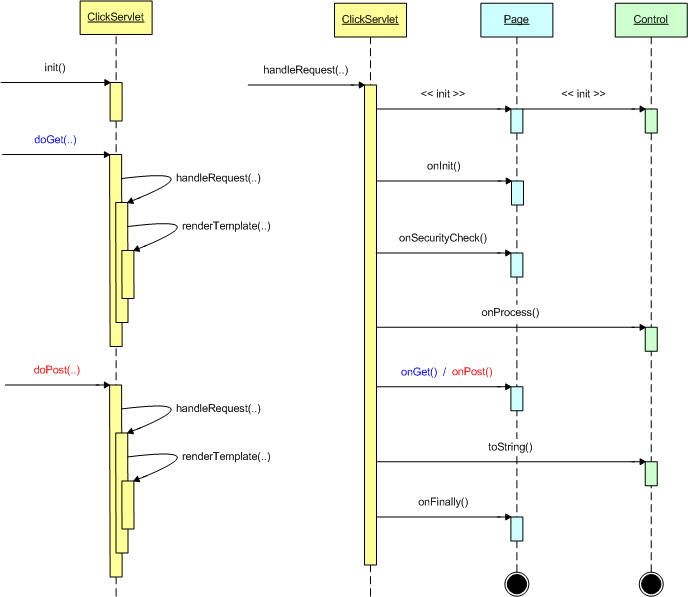 ClickServlet
init()
doGet(..)
handleRequest(..)
renderTemplate(..)
doPost(..)
handleRequest(..)
renderTemplate(..)
ClickServlet
Page
Control
handleRequest(..)
<< init >>
<< init >>
onInit()
onSecurityCheck()
onProcess()
onGet() / onPost()
toString()
onFinally()